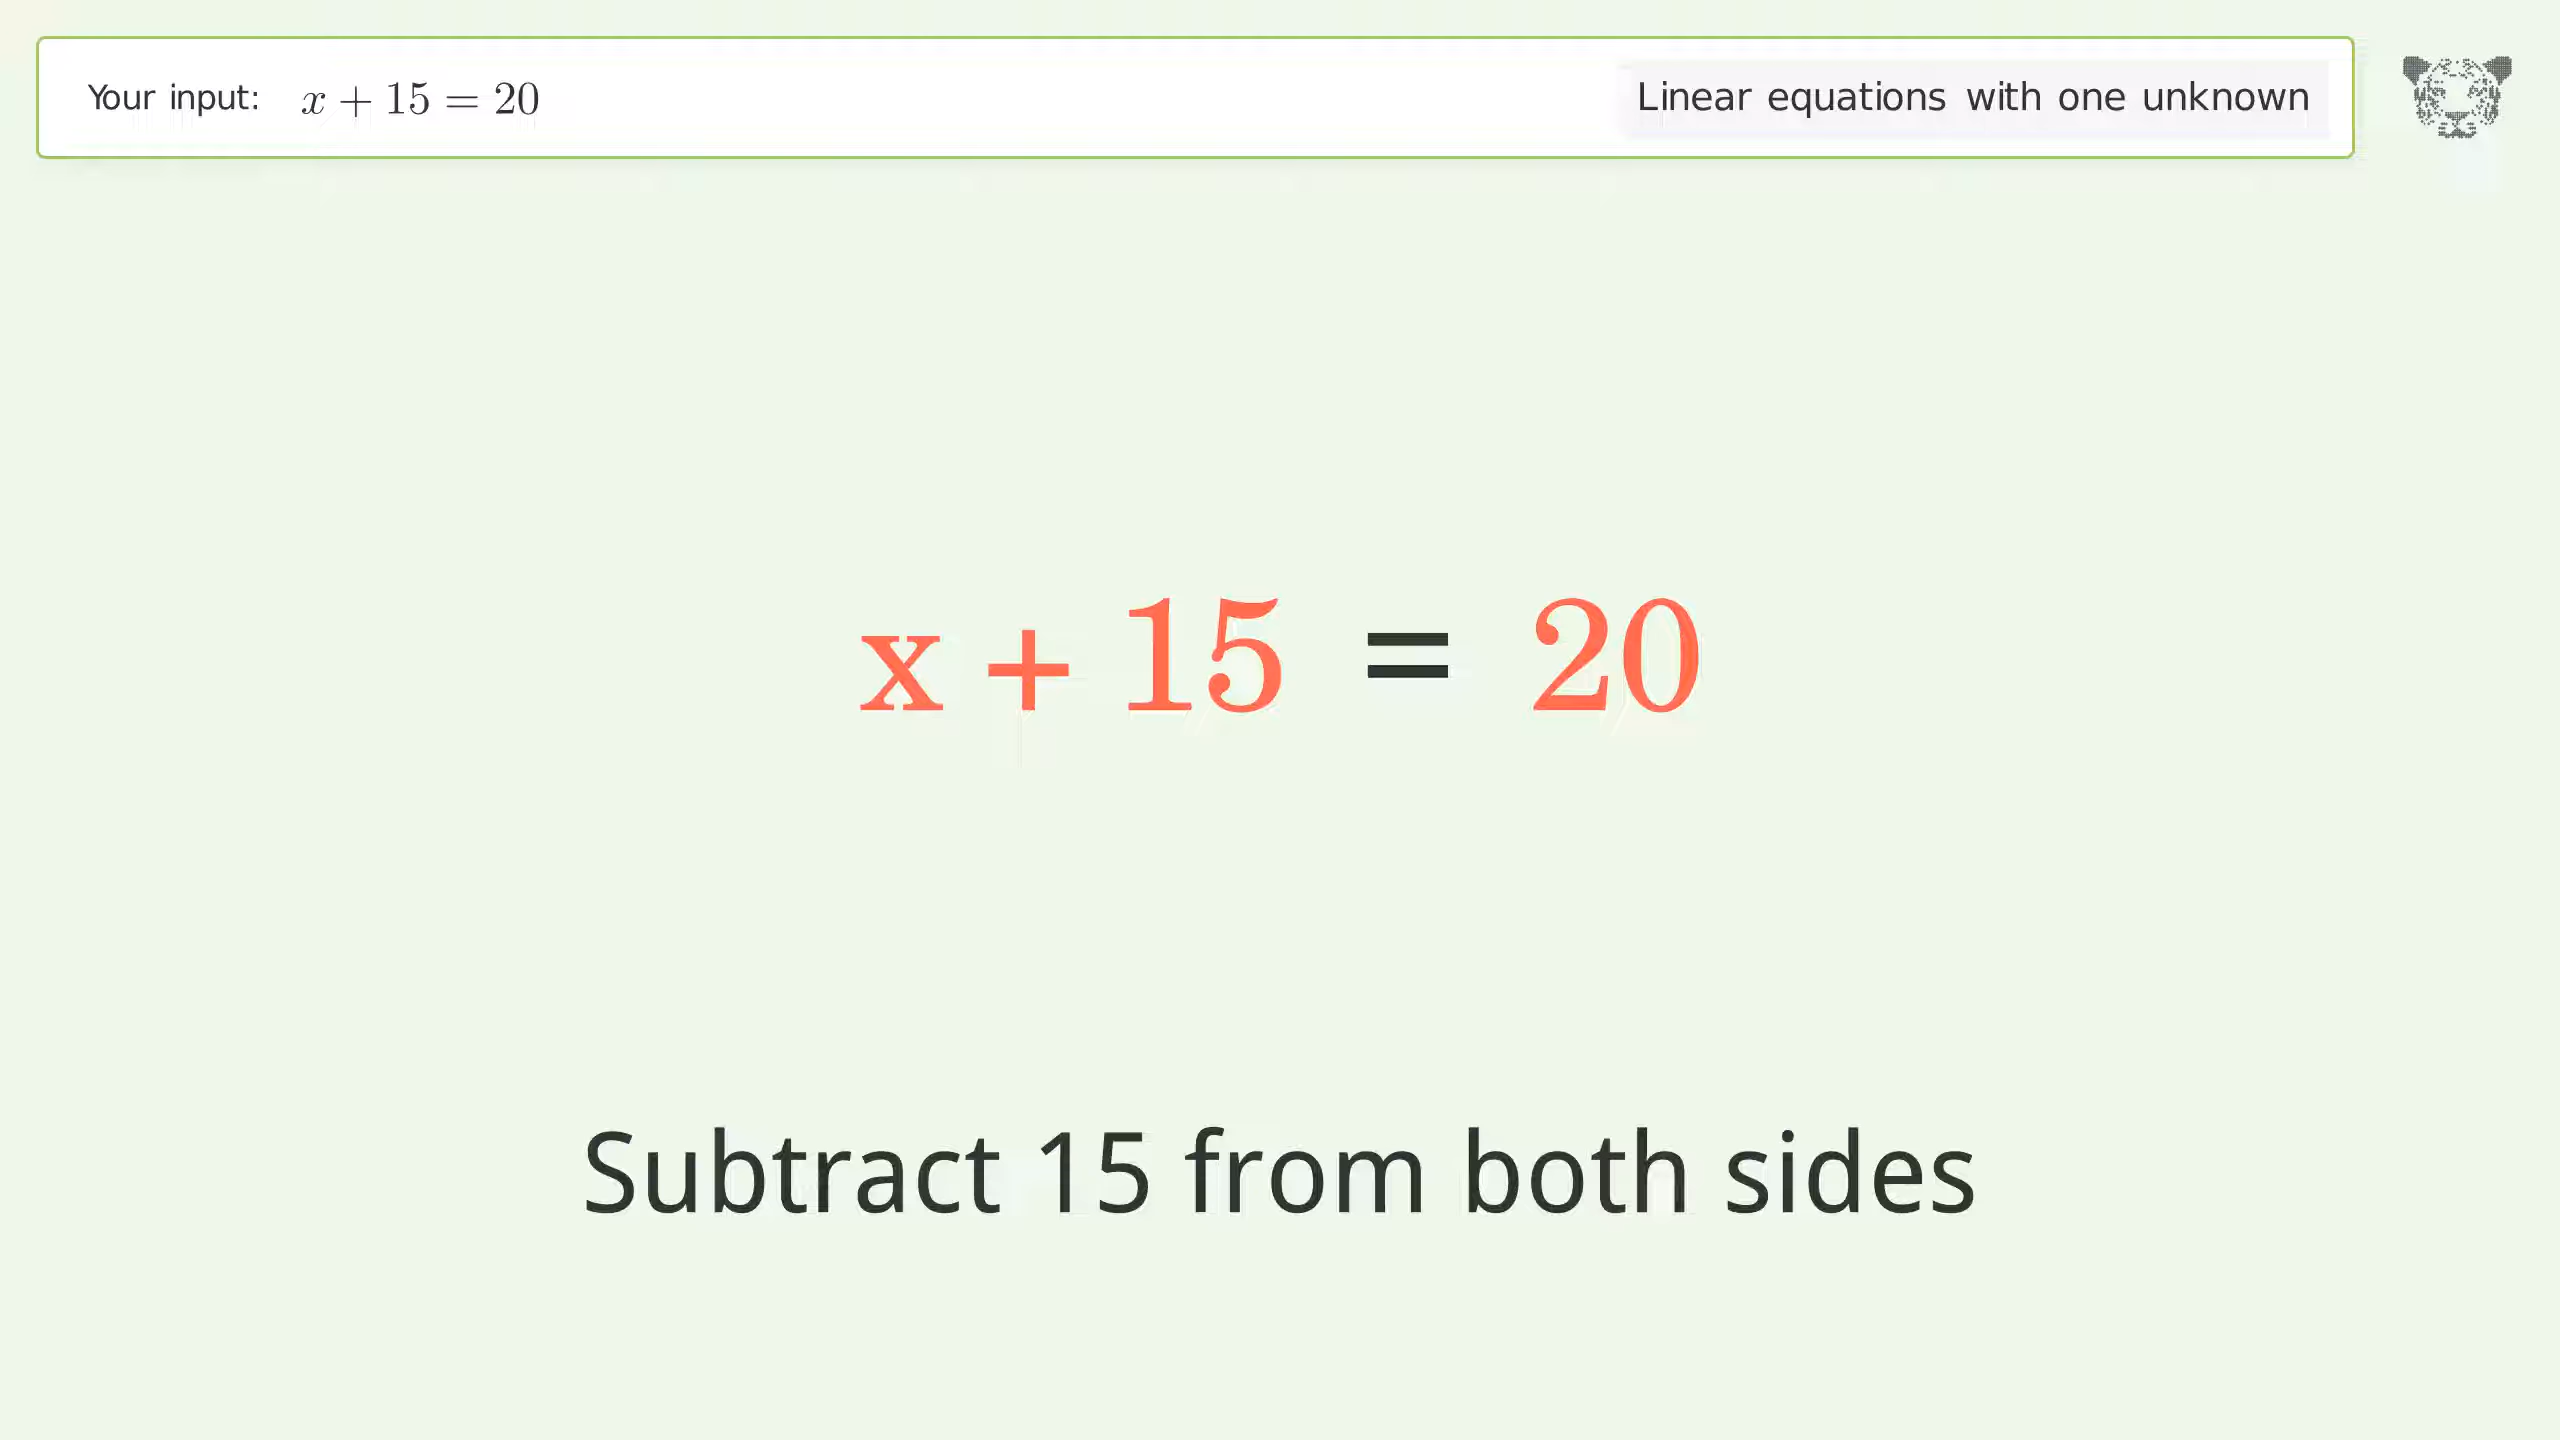 Your input: x + 15 = 20
Linear equations with one unknown
x + 15 = 20
Subtract 15 from both sides